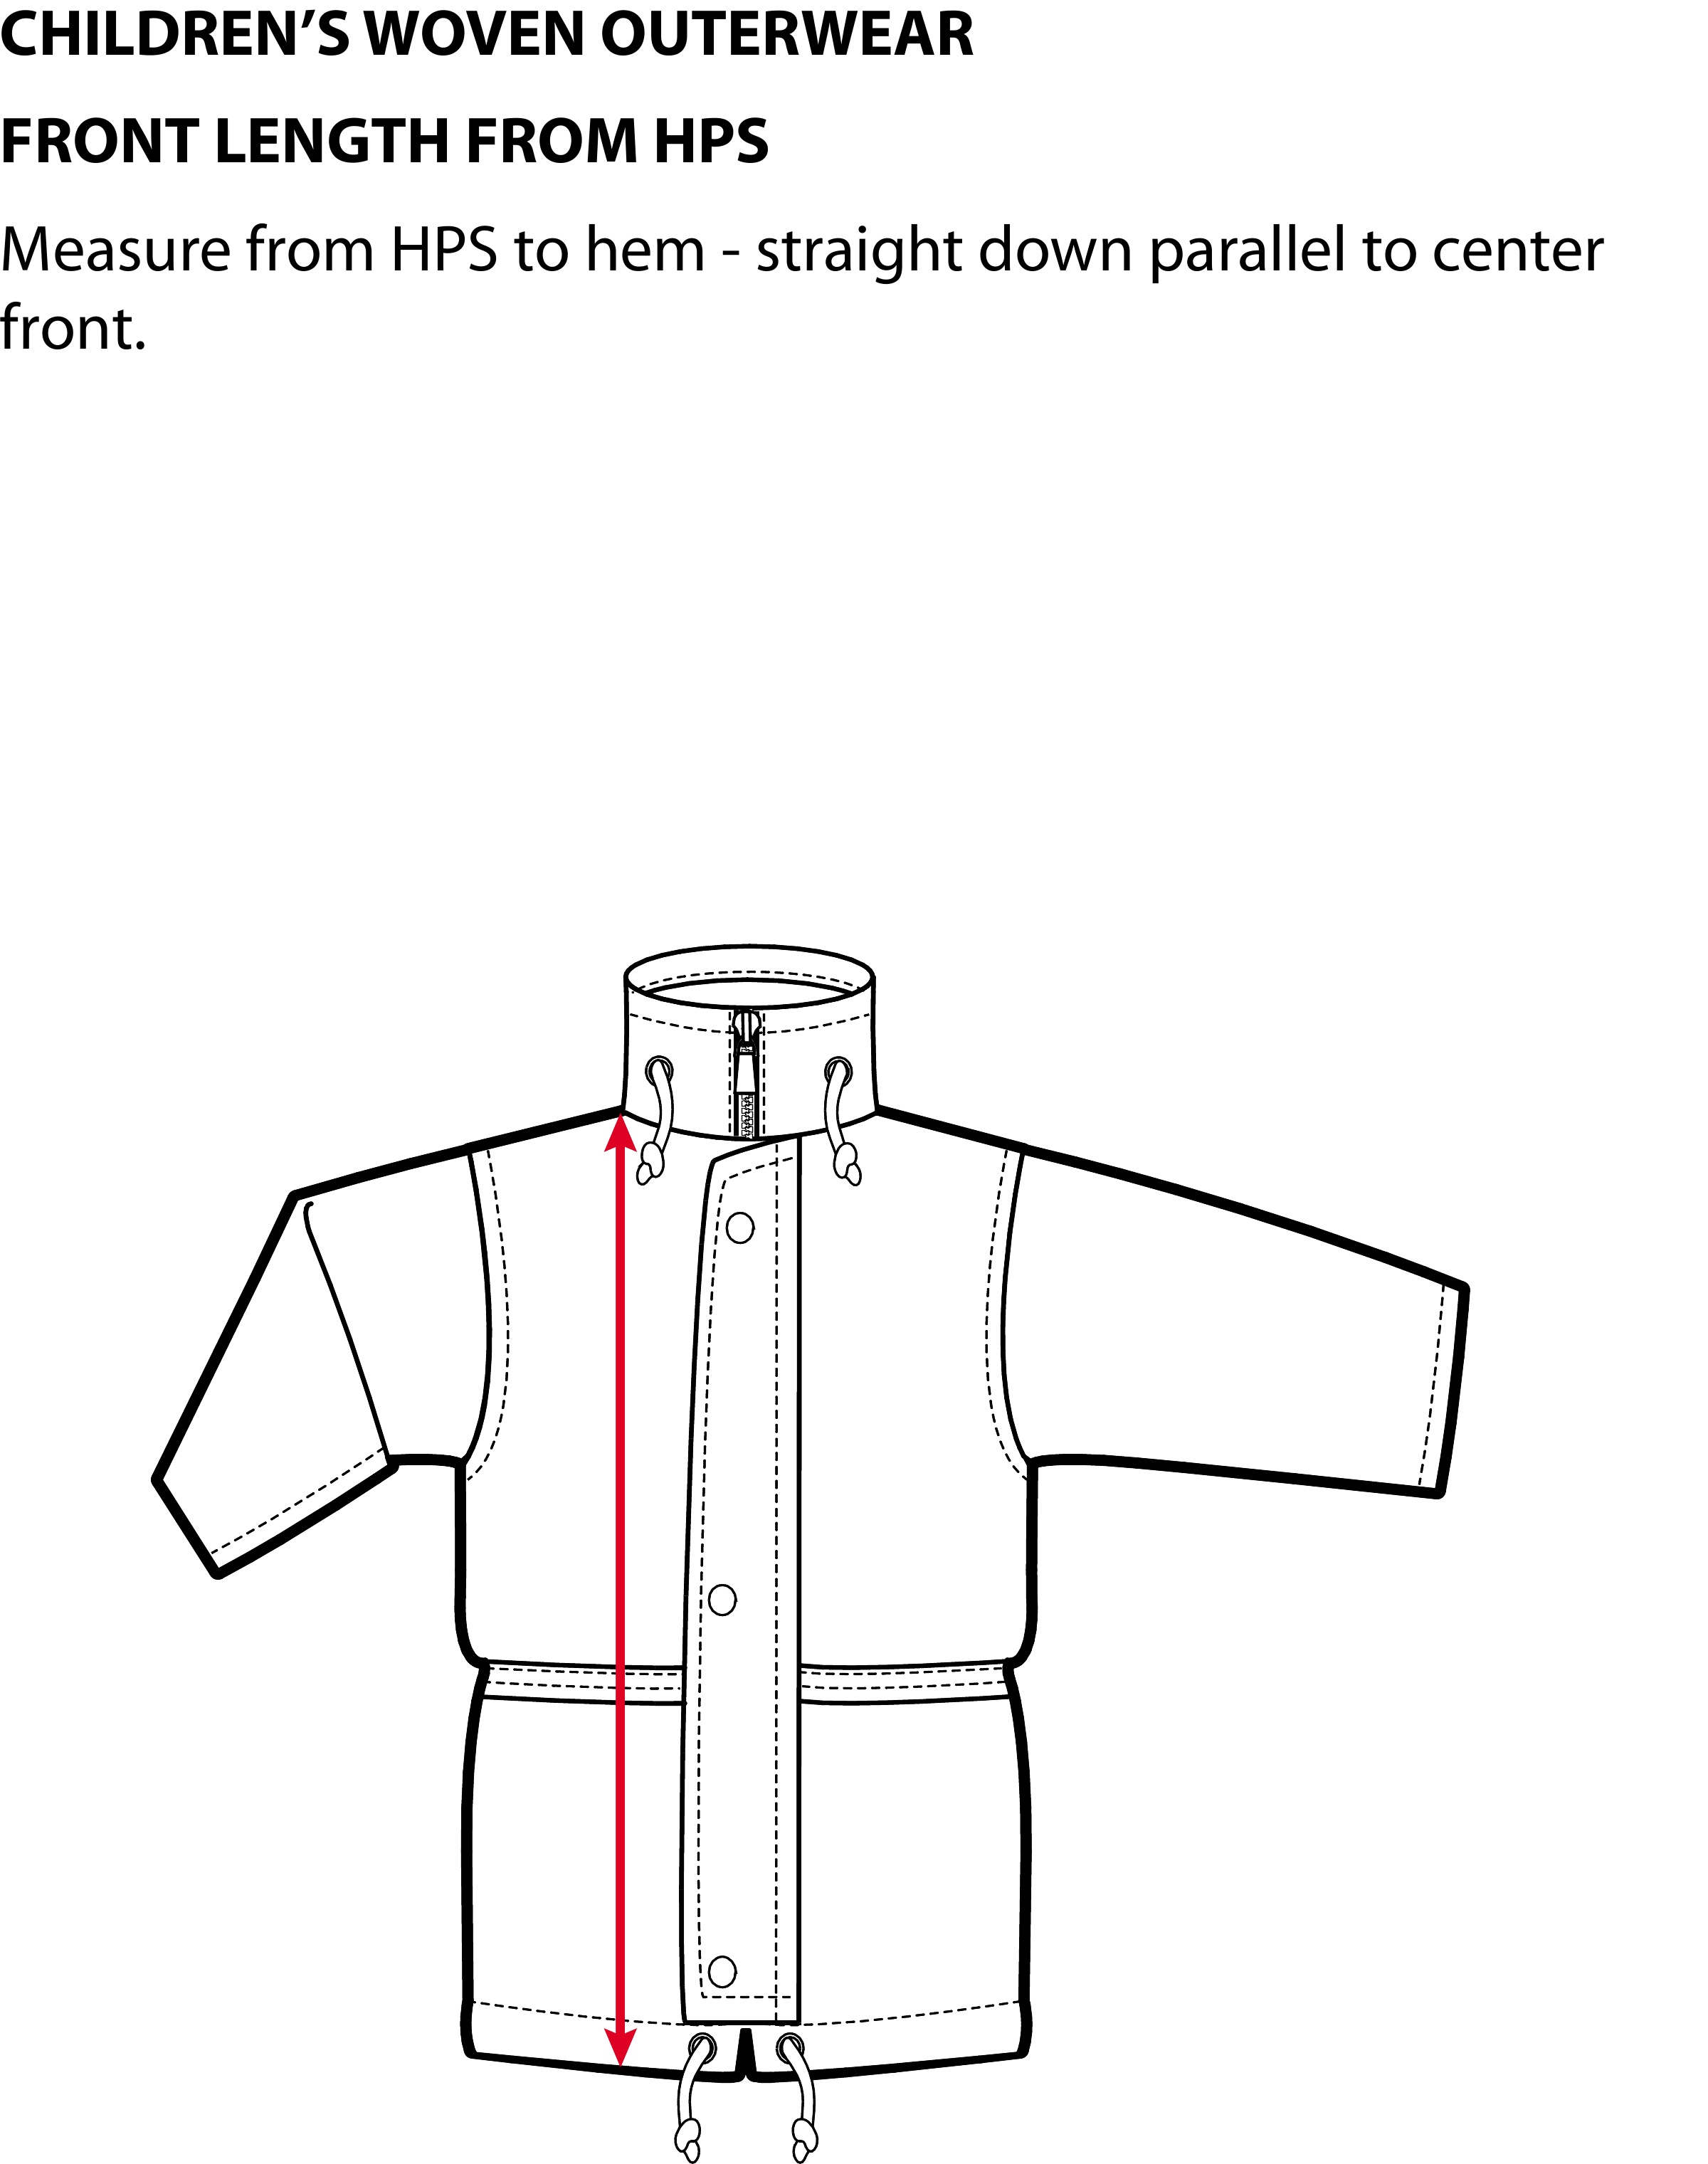 CHILDREN’S WOVEN OUTERWEAR
FRONT LENGTH FROM HPS
Measure from HPS to hem - straight down parallel to center
front.